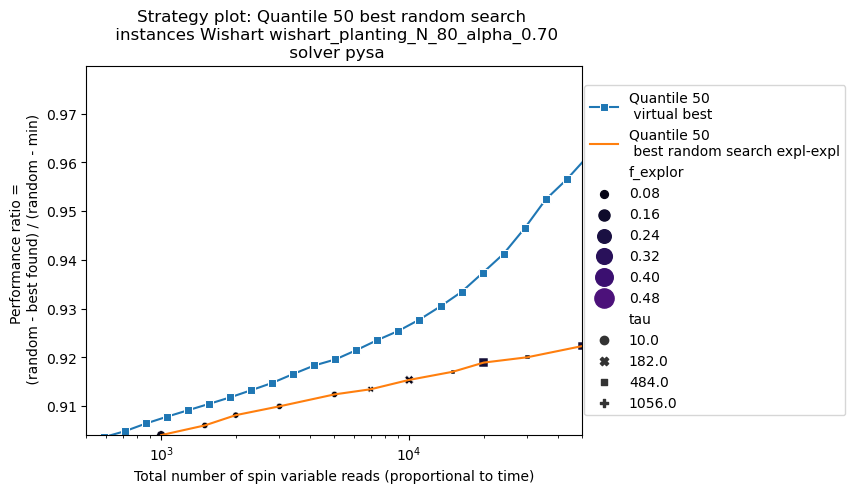 Strategy plot: Quantile 50 best random search
instances Wishart wishart_planting_N_80_alpha_0.70
solver pysa
Performance ratio =
(random - best found) / (random - min)
0.97
0.96
0.95
0.94
0.93
0.92
0.91
10^3
10^4
Total number of spin variable reads (proportional to time)
Quantile 50
virtual best
Quantile 50
best random search expl-expl
f_explor
0.08
0.16
0.24
0.32
0.40
0.48
tau
10.0
182.0
484.0
1056.0